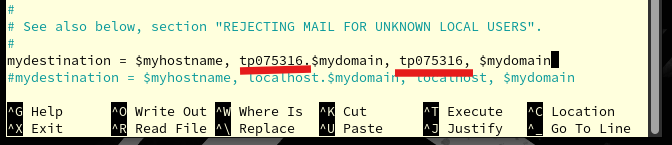 #
# See also below, section "REJECTING MAIL FOR UNKNOWN LOCAL USERS".
#
mydestination = $myhostname, tp075316.$mydomain, tp075316, $mydomain
#mydestination = $myhostname, localhost.$mydomain, localhost, $mydomain
^G Help ^O Write Out ^W Where Is ^K Cut ^T Execute ^C Location
^X Exit ^R Read File ^\ Replace ^U Paste ^J Justify ^_ Go To Line